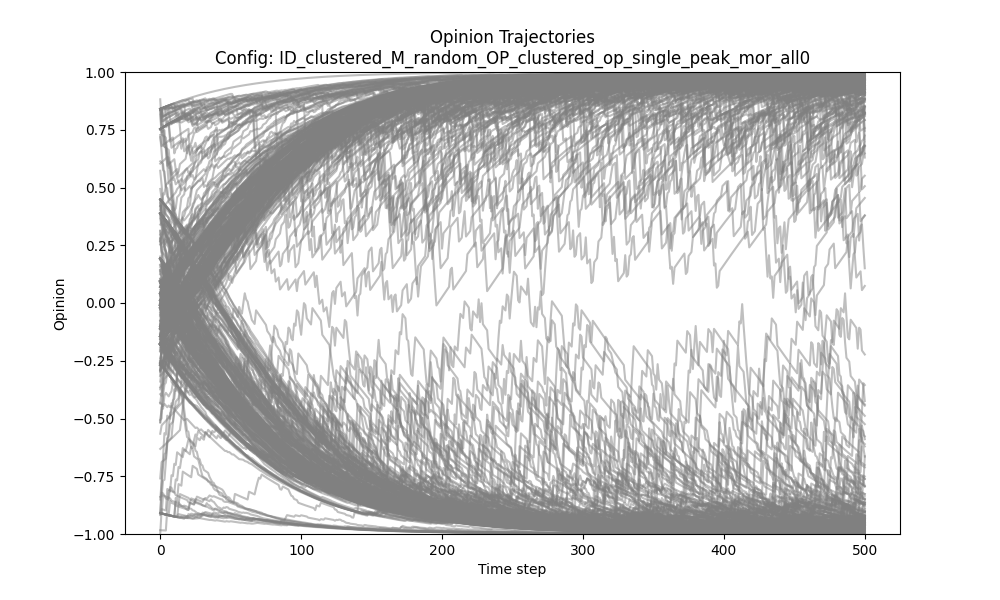 Opinion Trajectories
Config: ID_clustered_M_random_OP_clustered_op_single_peak_mor_all0
1.00
0.75
0.50
0.25
0.00
−0.25
−0.50
−0.75
−1.00
Opinion
0 100 200 300 400 500
Time step